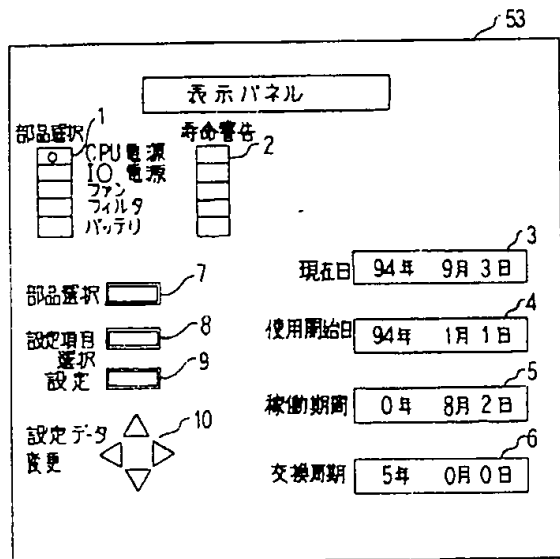 53
表示パネル
部品選択 1 寿命警告
CPU電源 2
IO電源
ファン
フィルタ
バッテリ
3
現在日 94年 9月3日
4
使用開始日 94年 1月1日
5
稼働期間 0年 8月2日
6
交換周期 5年 0月0日
部品選択 7
設定項目 8
選択
設定 9
設定データ 10
変更